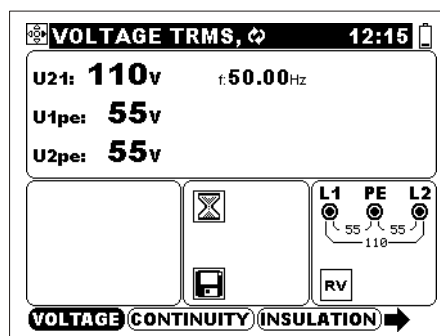 VOLTAGE TRMS, 12:15
U21: 110V f:50.00Hz
U1pe: 55V
U2pe: 55V
L1 PE L2
55 55
110
RV
VOLTAGE CONTINUITY INSULATION